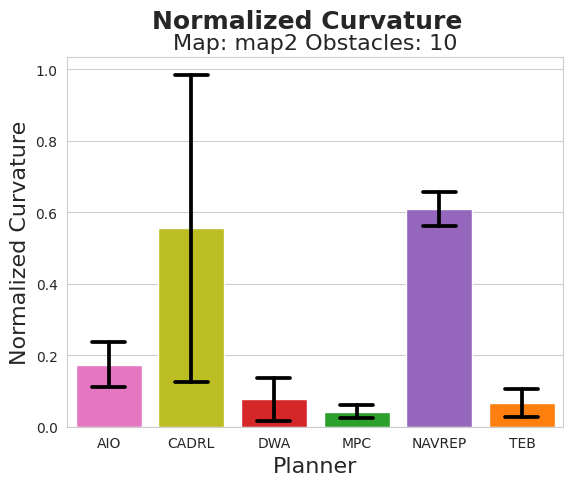 Normalized Curvature
Map: map2 Obstacles: 10
Normalized Curvature
1.0
0.8
0.6
0.4
0.2
0.0
AIO CADRL DWA MPC NAVREP TEB
Planner